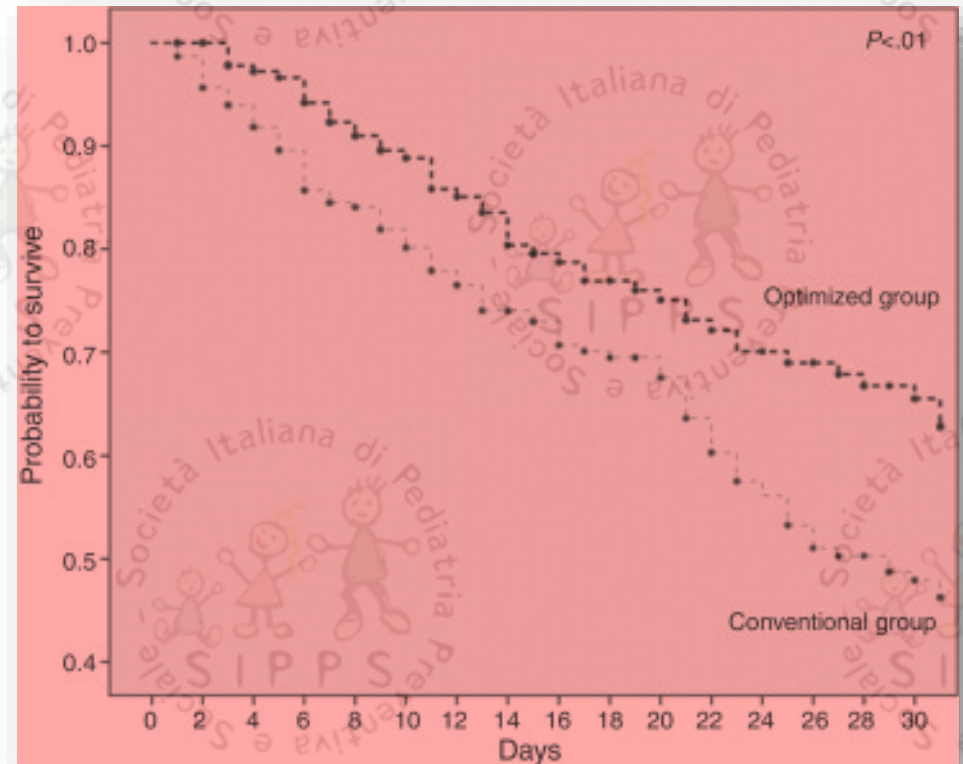 P<.01
1.0
0.9
0.8
0.7
0.6
0.5
0.4
Probability to survive
Optimized group
Conventional group
0 2 4 6 8 10 12 14 16 18 20 22 24 26 28 30
Days
Società Italiana di Pediatria Preventiva e Sociale -
SIPPS
Società Italiana di Pediatria Preventiva e Sociale -
SIPPS